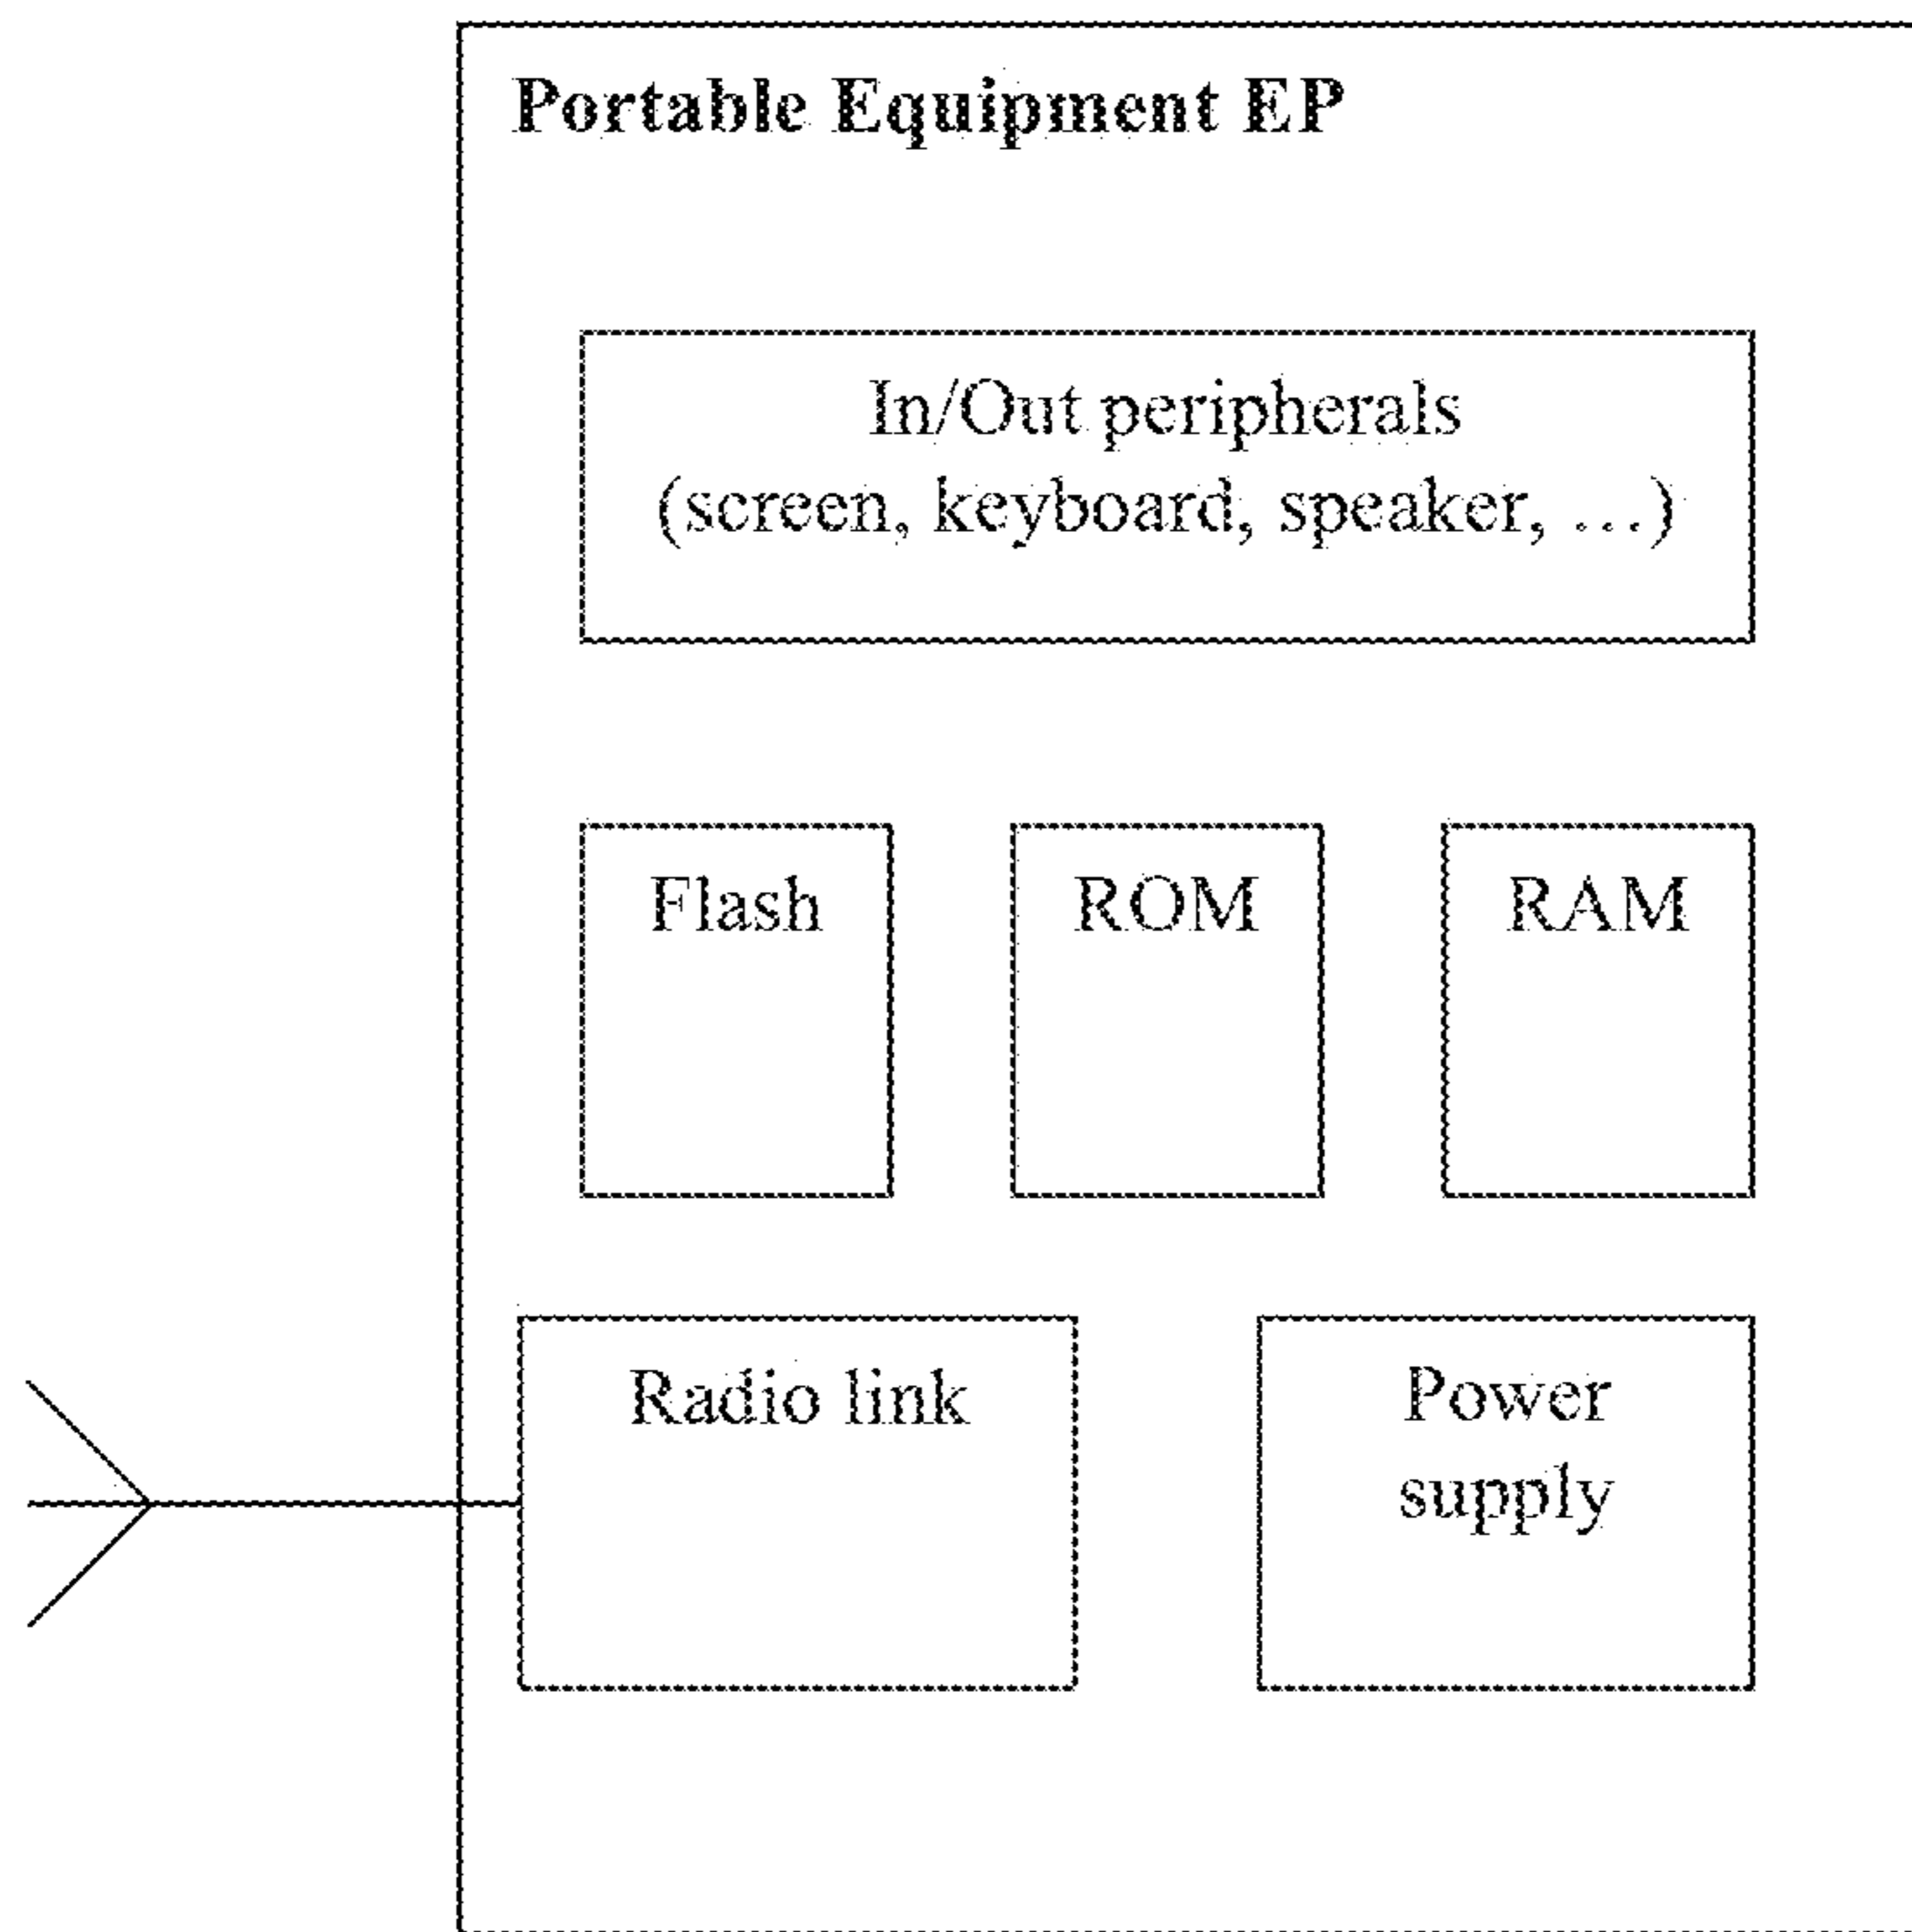 Portable Equipment EP
In/Out peripherals
(screen, keyboard, speaker, ...)
Flash
ROM
RAM
Radio link
Power
supply